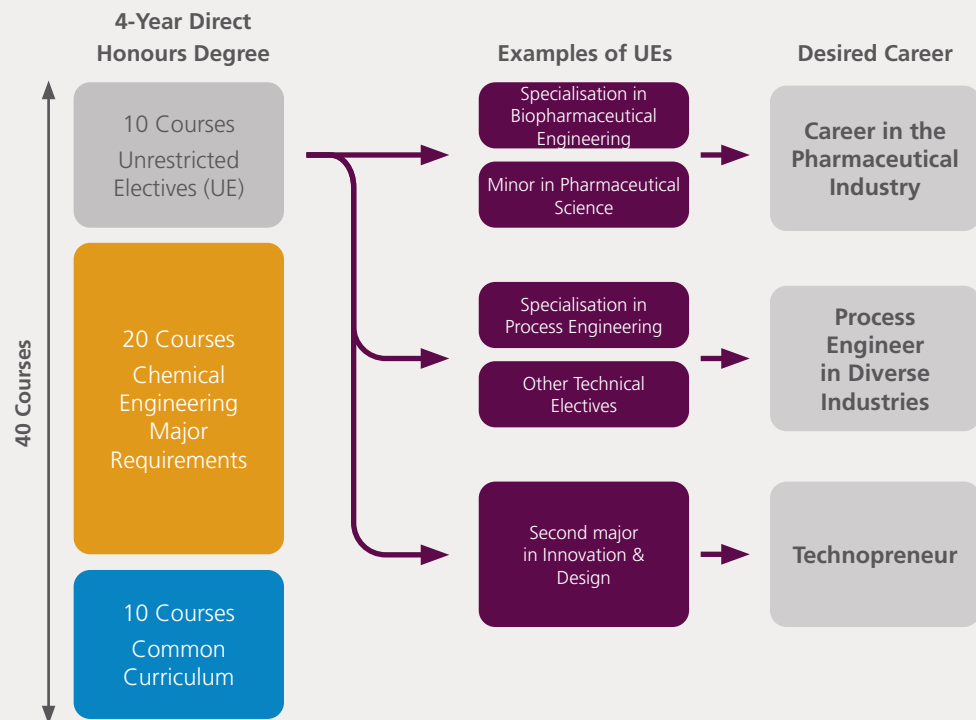 4-Year Direct
Honours Degree
Examples of UEs
Desired Career
40 Courses
10 Courses
Unrestricted
Electives (UE)
20 Courses
Chemical
Engineering
Major
Requirements
10 Courses
Common
Curriculum
Specialisation in
Biopharmaceutical
Engineering
Minor in Pharmaceutical
Science
Career in the
Pharmaceutical
Industry
Specialisation in
Process Engineering
Other Technical
Electives
Process
Engineer
in Diverse
Industries
Second major
in Innovation &
Design
Technopreneur